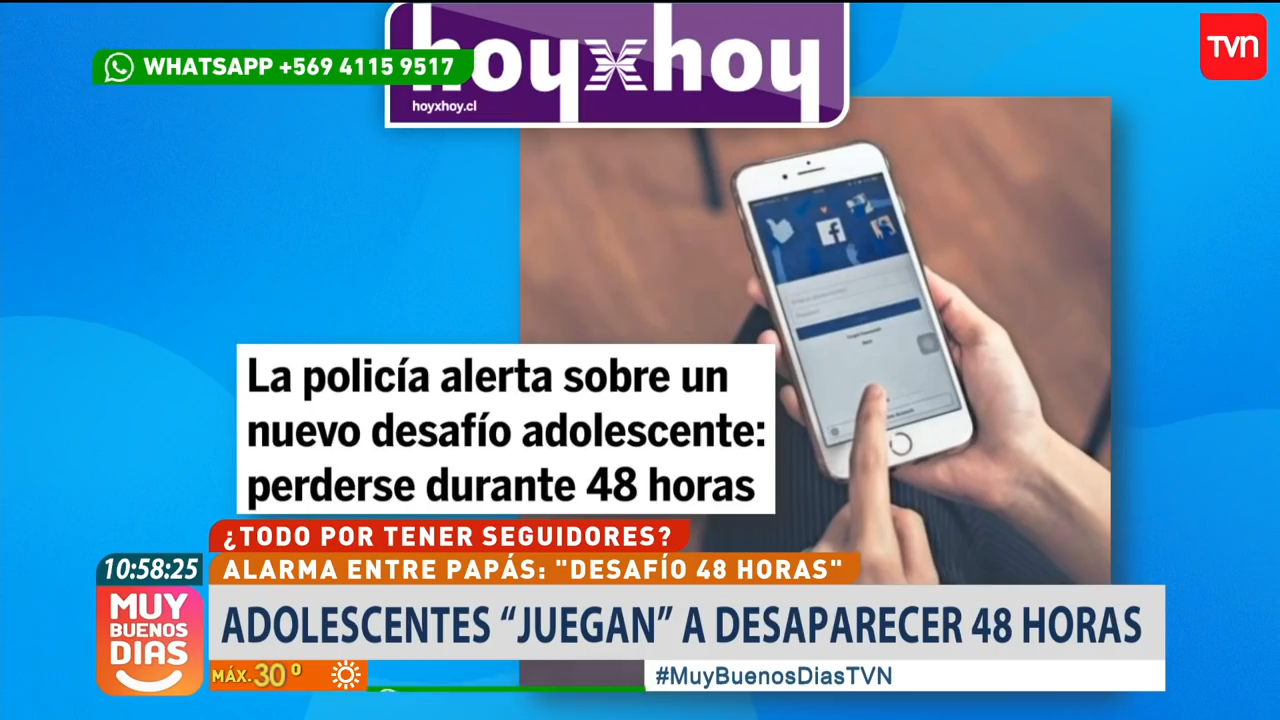 hoyxhoy
hoyxhoy.cl
WHATSAPP +569 4115 9517
TVN
f
La policía alerta sobre un
nuevo desafío adolescente:
perderse durante 48 horas
¿TODO POR TENER SEGUIDORES?
ALARMA ENTRE PAPÁS: "DESAFÍO 48 HORAS"
10:58:25
ADOLESCENTES “JUEGAN” A DESAPARECER 48 HORAS
MUY
BUENOS
DIAS
MÁX. 30º
#MuyBuenosDiasTVN